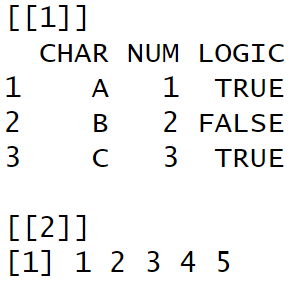 [[1]]
  CHAR NUM LOGIC
1    A   1  TRUE
2    B   2 FALSE
3    C   3  TRUE

[[2]]
[1] 1 2 3 4 5